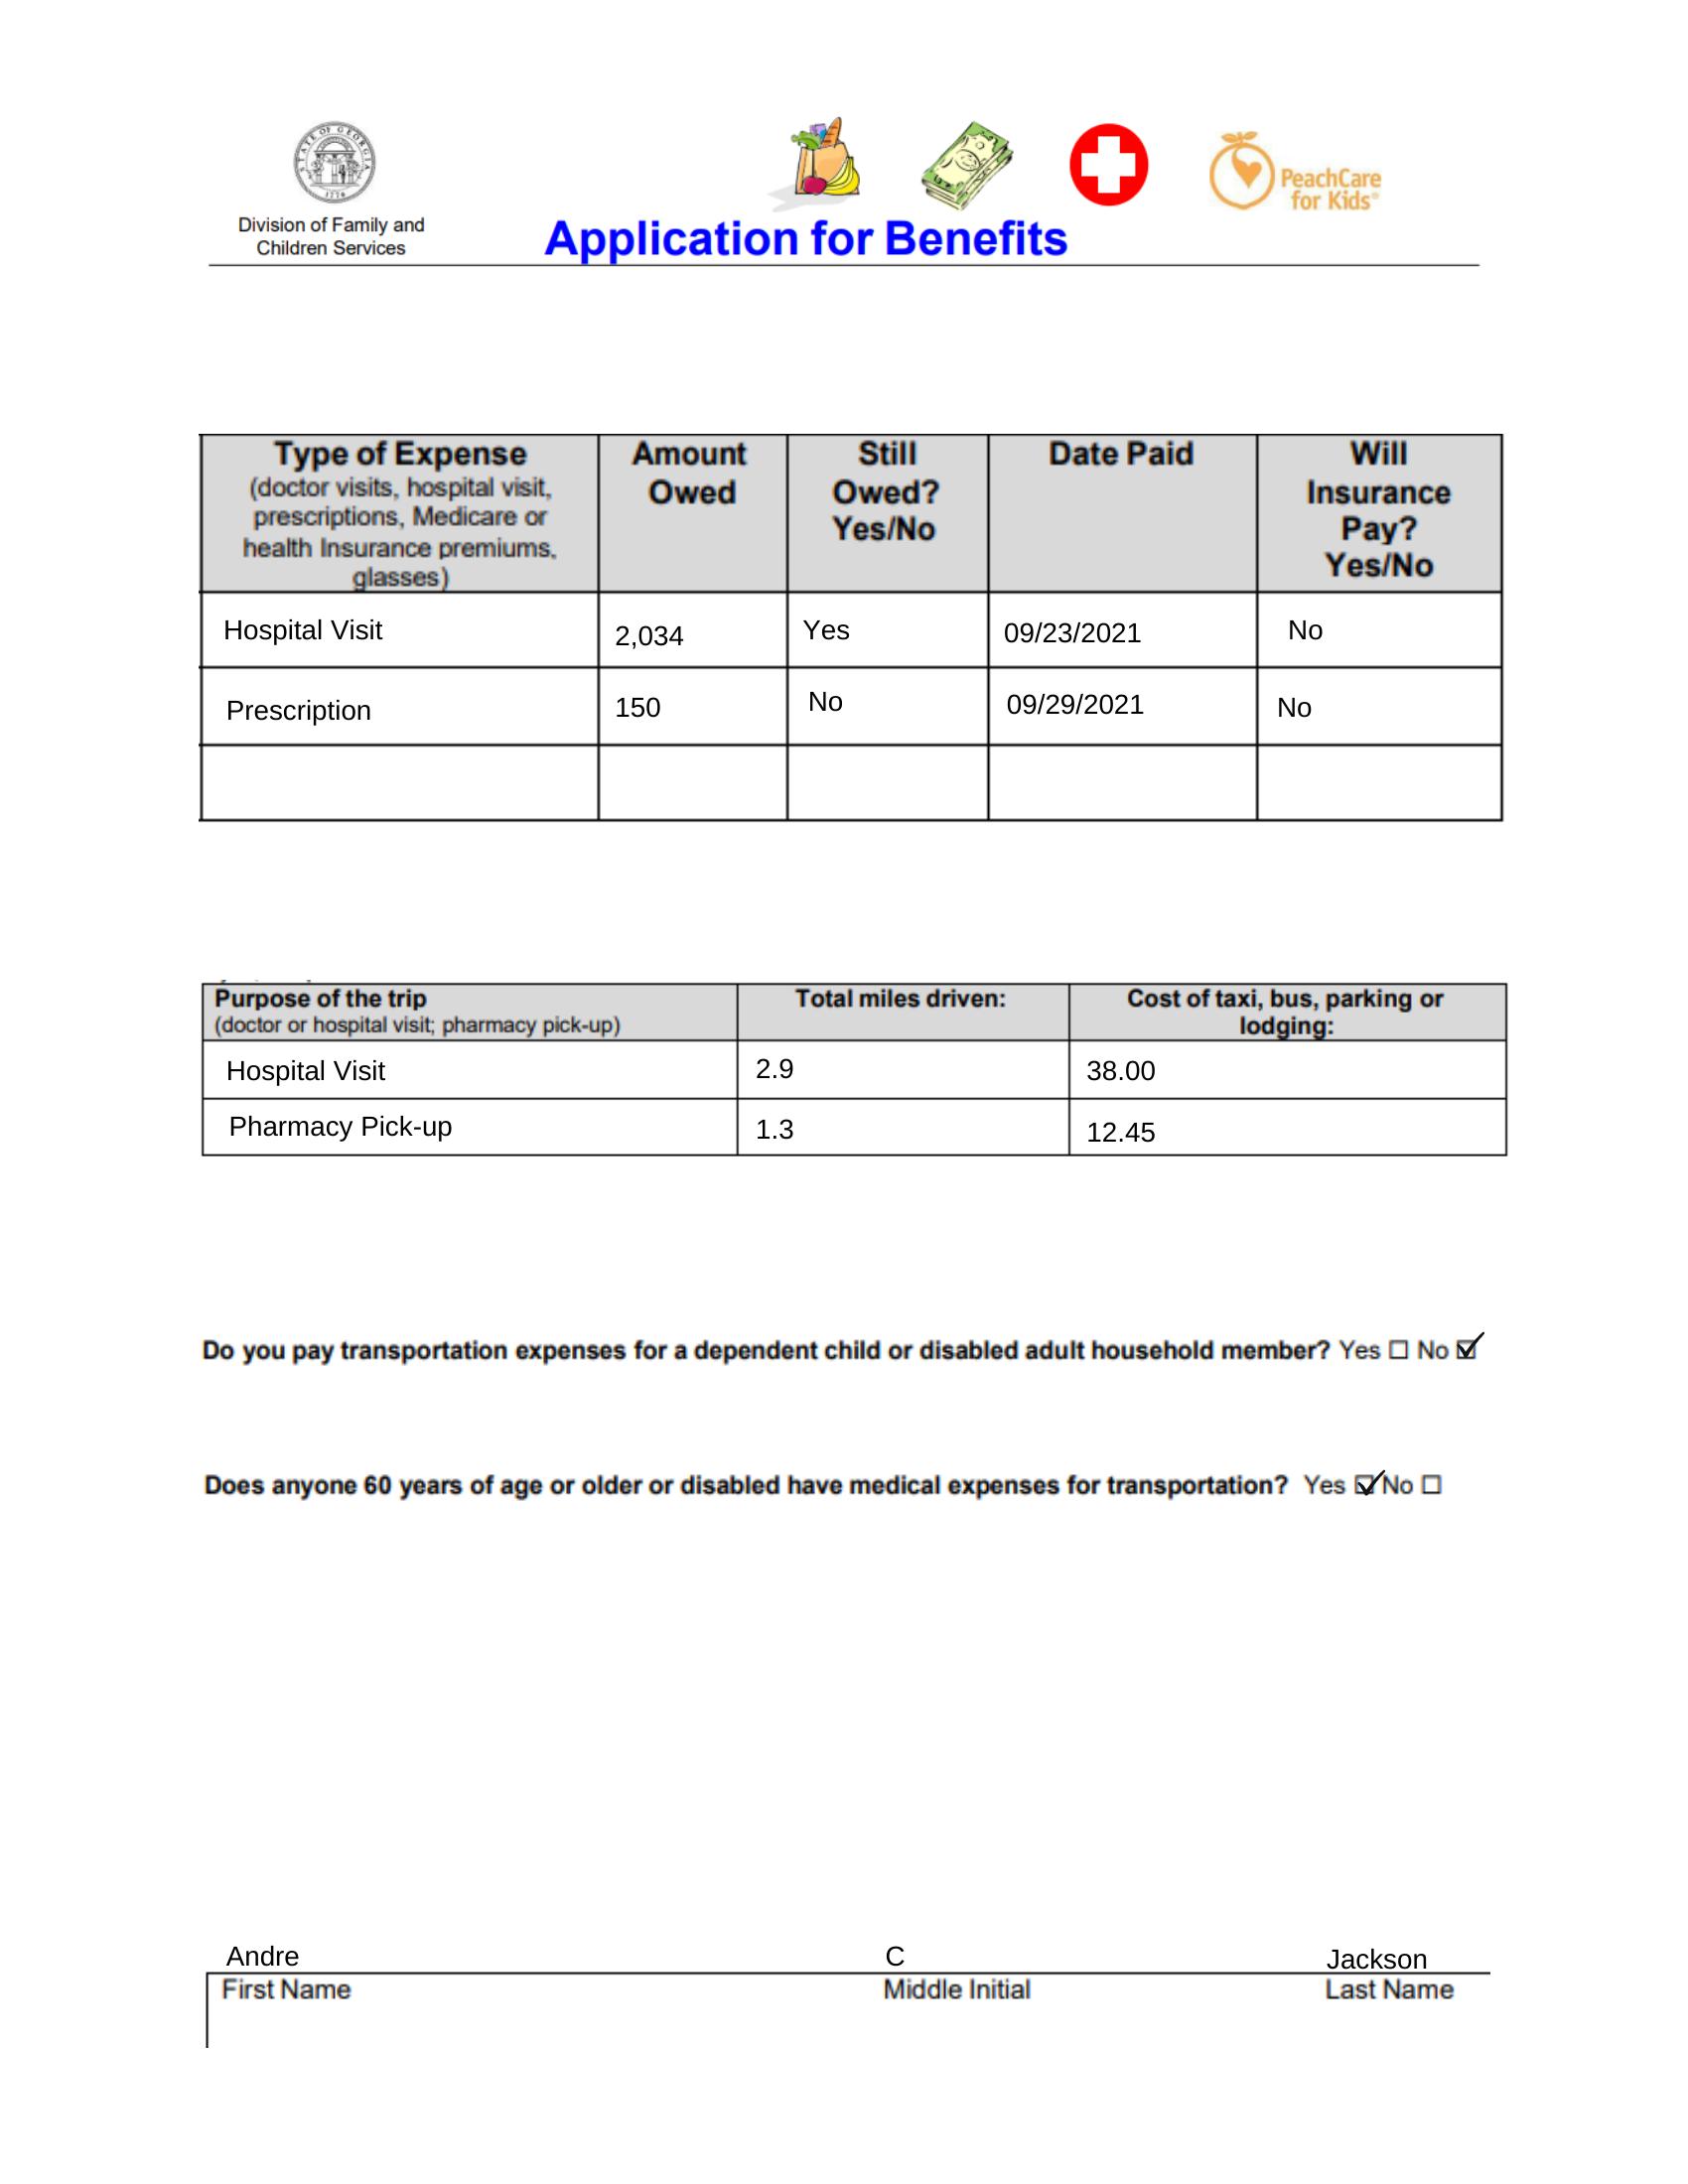 STATE OF GEORGIA
1776
Division of Family and
Children Services
PeachCare
for Kids®
Application for Benefits
Type of Expense
(doctor visits, hospital visit,
prescriptions, Medicare or
health Insurance premiums,
glasses)
Amount
Owed
Still
Owed?
Yes/No
Date Paid
Will
Insurance
Pay?
Yes/No
Hospital Visit 2,034 Yes 09/23/2021 No
Prescription 150 No 09/29/2021 No
Purpose of the trip
(doctor or hospital visit; pharmacy pick-up)
Total miles driven:
Cost of taxi, bus, parking or
lodging:
Hospital Visit 2.9 38.00
Pharmacy Pick-up 1.3 12.45
Do you pay transportation expenses for a dependent child or disabled adult household member? Yes ☐ No ☑
Does anyone 60 years of age or older or disabled have medical expenses for transportation? Yes ☑ No ☐
Andre C Jackson
First Name Middle Initial Last Name